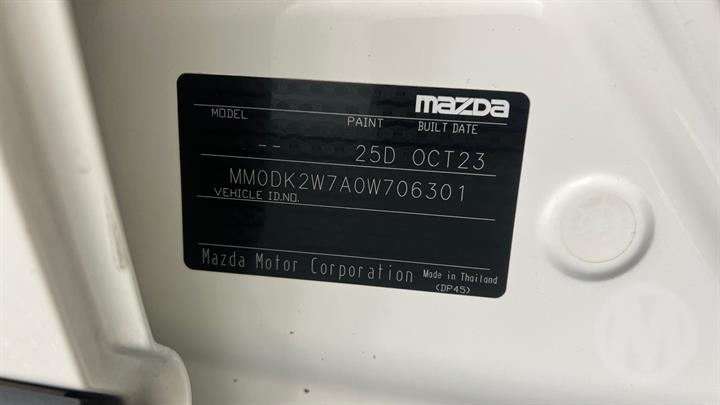 mazda
MODEL PAINT BUILT DATE
-- 25D OCT23
MM0DK2W7A0W706301
VEHICLE ID.NO.
Mazda Motor Corporation Made in Thailand
(DP45)
M